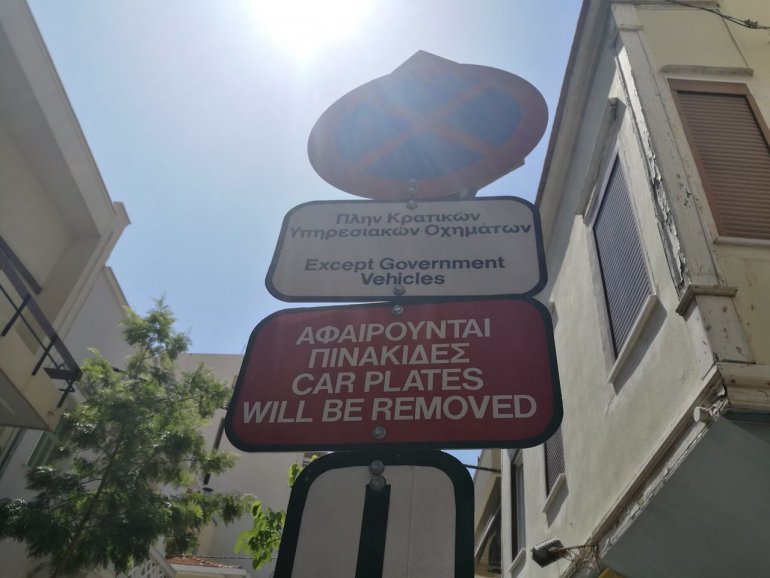 Πλην Κρατικών
Υπηρεσιακών Οχημάτων
Except Government
Vehicles
ΑΦΑΙΡΟΥΝΤΑΙ
ΠΙΝΑΚΙΔΕΣ
CAR PLATES
WILL BE REMOVED